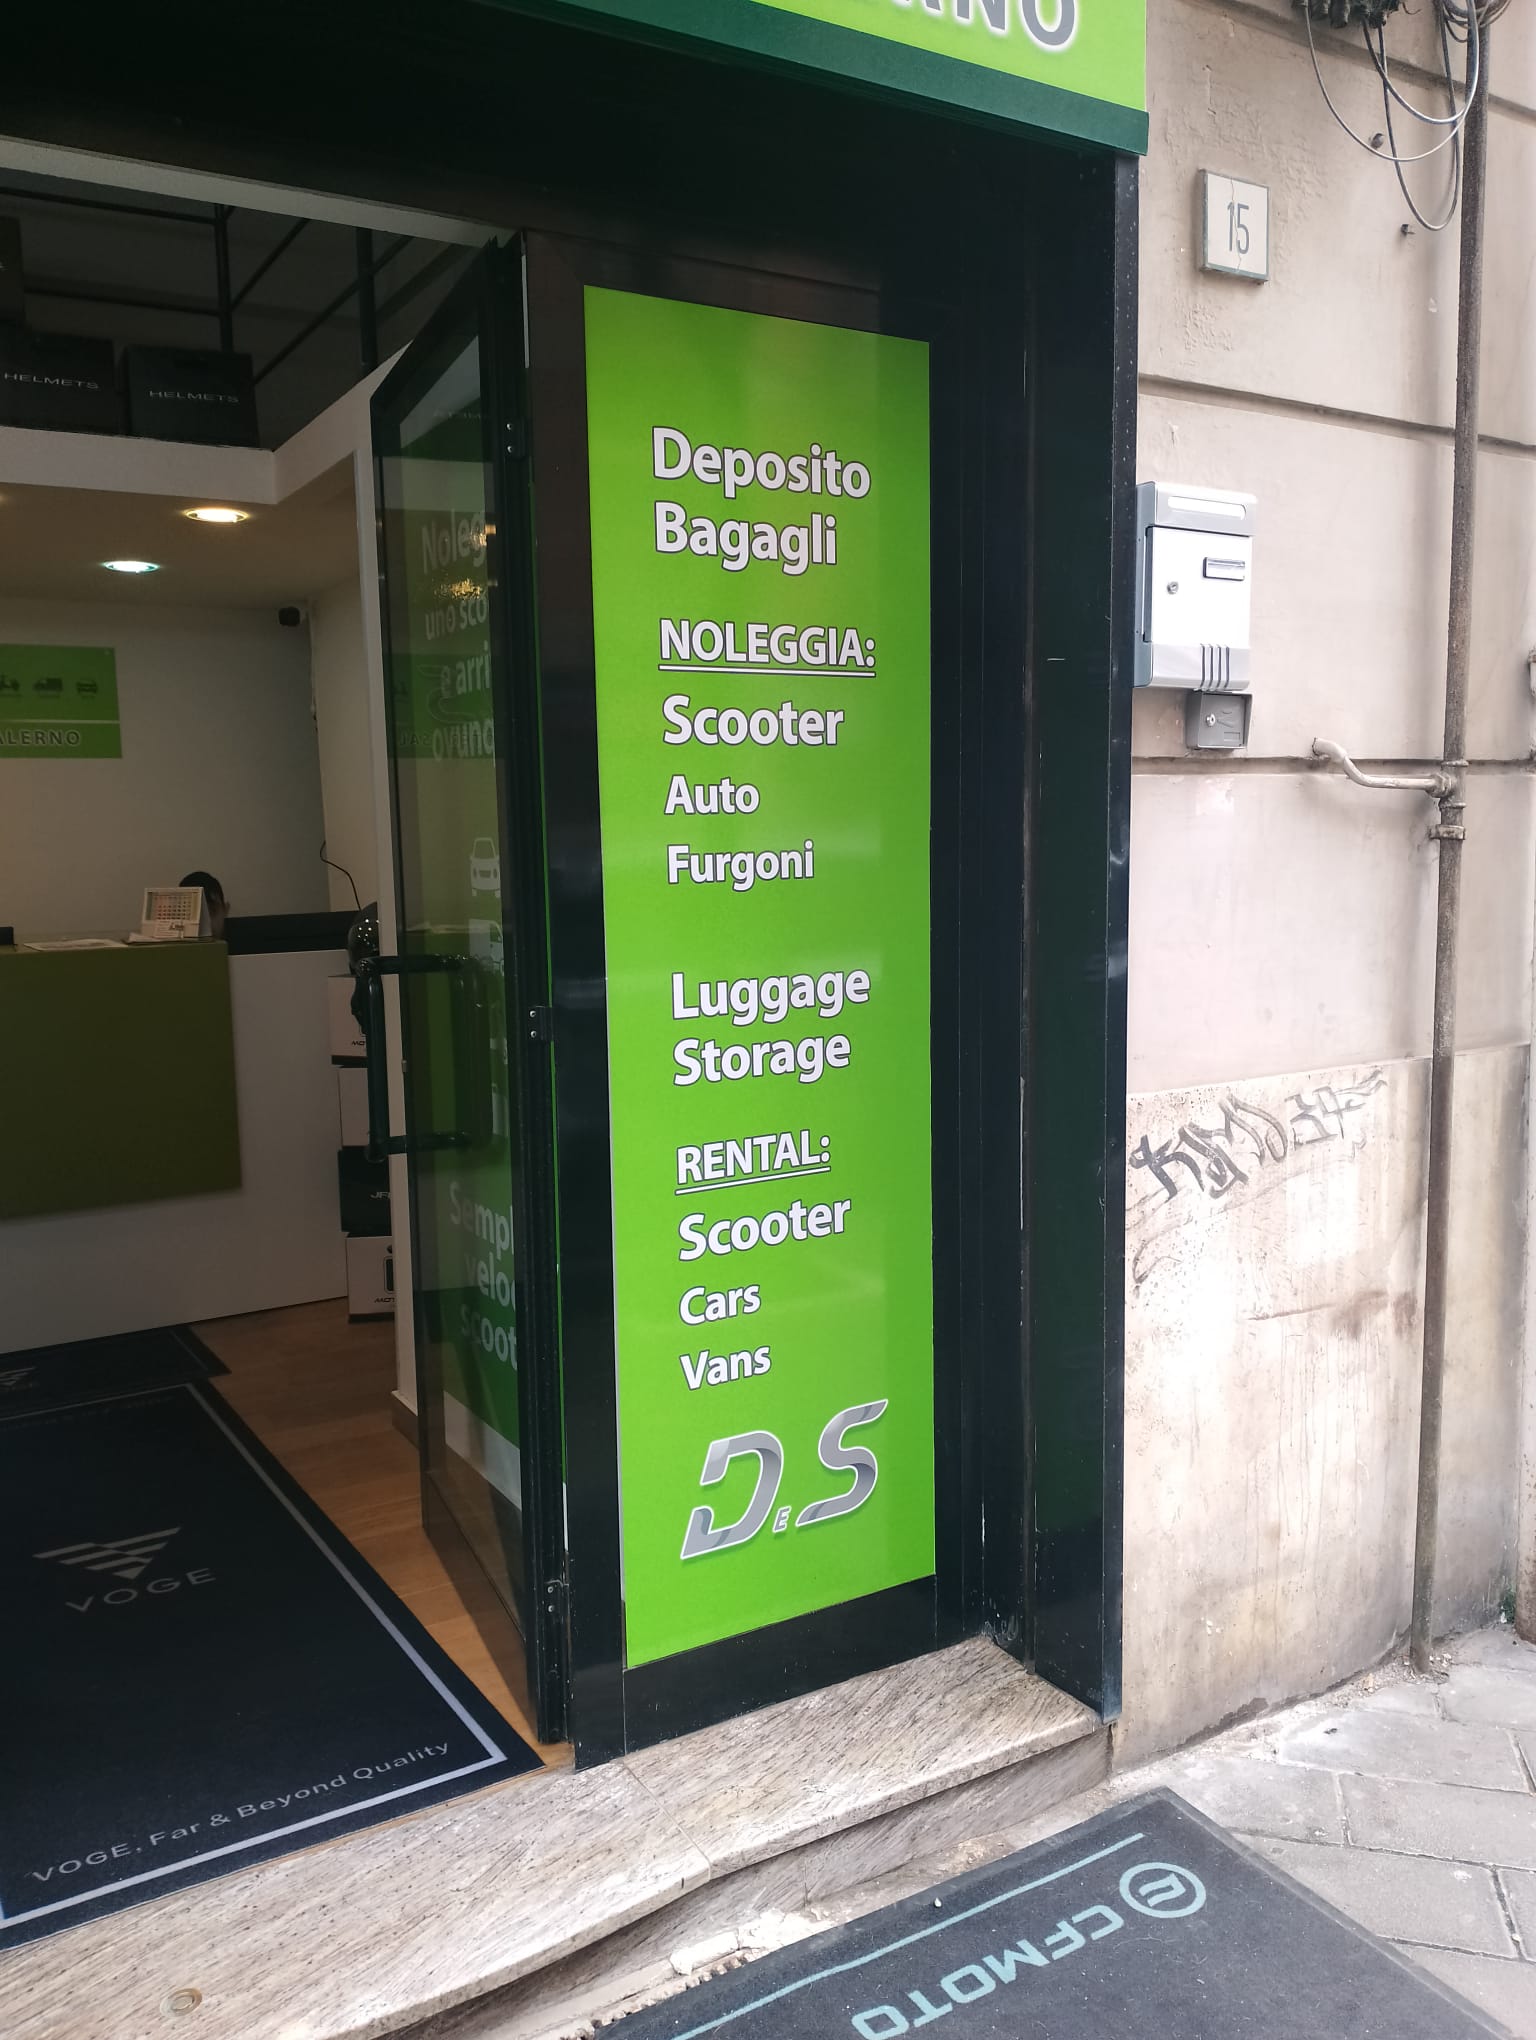 15
HELMETS
HELMETS
Deposito
Bagagli
NOLEGGIA:
Scooter
Auto
Furgoni
Luggage
Storage
RENTAL:
Scooter
Cars
Vans
D E S
VOGE
VOGE, Far & Beyond Quality
CFMOTO